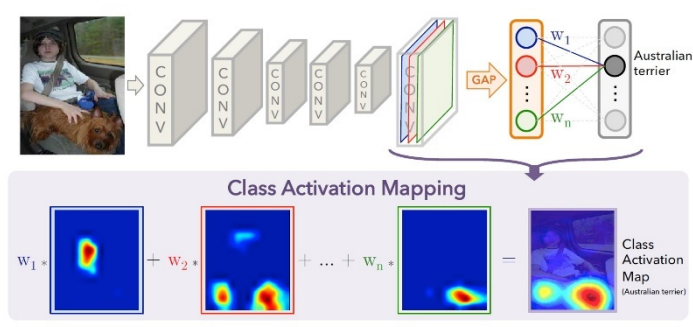 CONV
CONV
CONV
CONV
CONV
CONV
GAP
w1
w2
⋮
wn
⋮
Australian
terrier
Class Activation Mapping
w1 * + w2 * + ... + wn * =
Class
Activation
Map
(Australian terrier)